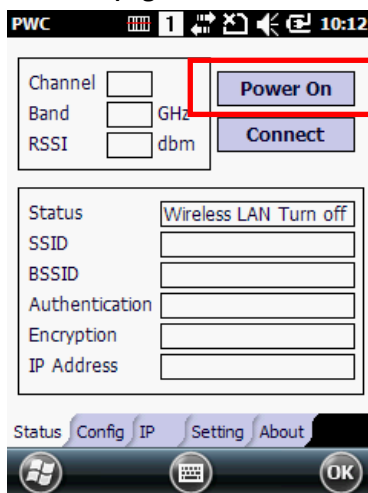 PWC 1 10:12
Channel
Power On
Band GHz
Connect
RSSI dbm
Status Wireless LAN Turn off
SSID
BSSID
Authentication
Encryption
IP Address
Status Config IP Setting About
OK